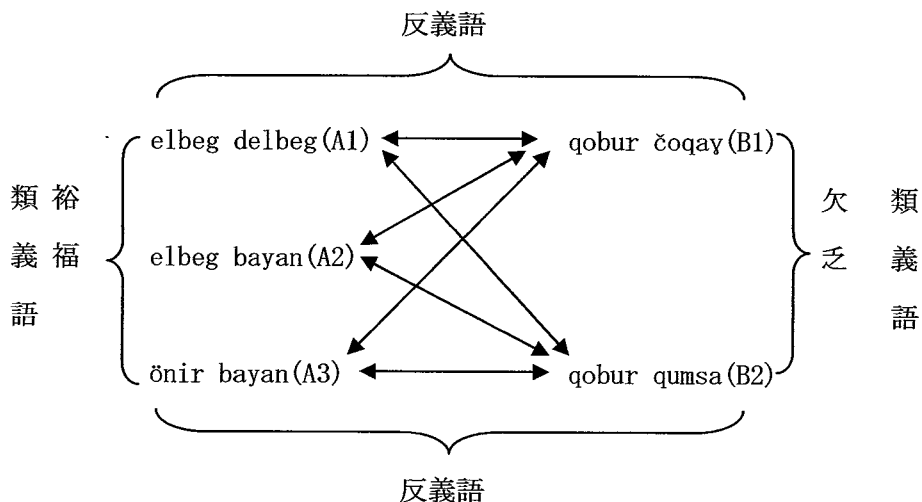 反義語
elbeg delbeg(A1)
qobur čoqaγ(B1)
類義語
裕福
elbeg bayan(A2)
欠乏
類義語
önir bayan(A3)
qobur qumsa(B2)
反義語